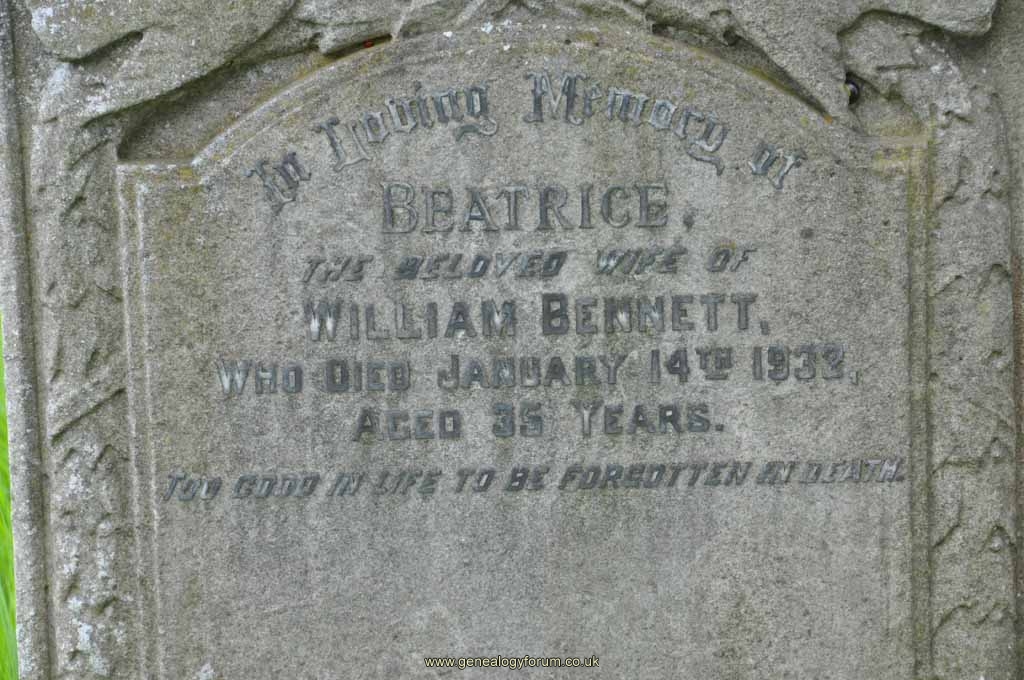 In Loving Memory of
BEATRICE,
THE BELOVED WIFE OF
WILLIAM BENNETT,
WHO DIED JANUARY 14TH 1933,
AGED 35 YEARS.
TOO GOOD IN LIFE TO BE FORGOTTEN IN DEATH.
www.genealogyforum.co.uk